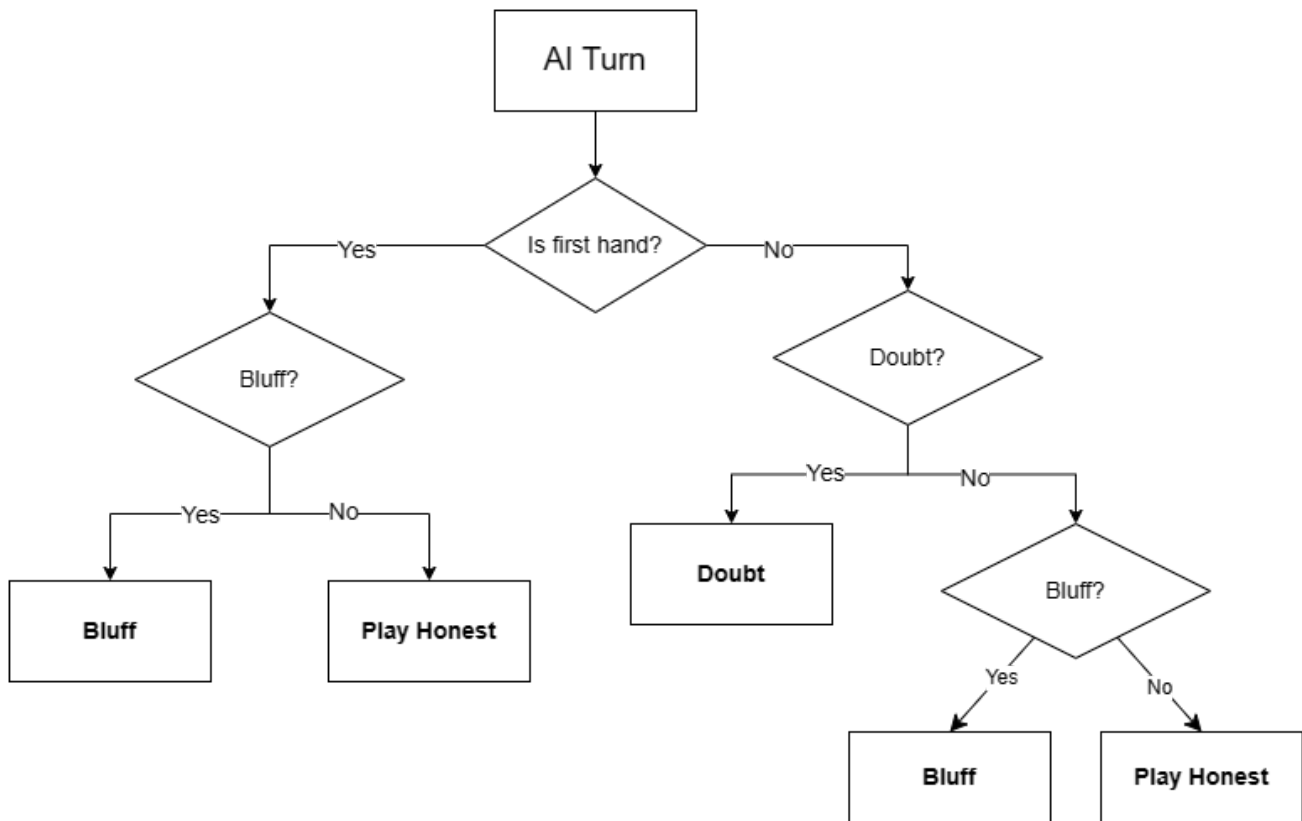 AI Turn
Is first hand?
Yes
No
Bluff?
Doubt?
Yes
No
Yes
No
Bluff
Play Honest
Doubt
Bluff?
Yes
No
Bluff
Play Honest